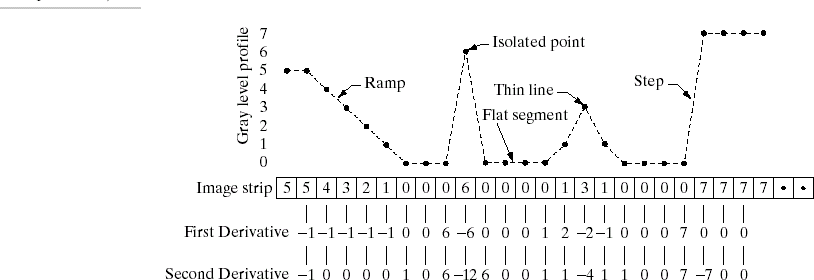 Gray level profile
7
6
5
4
3
2
1
0
Isolated point
Ramp
Thin line
Flat segment
Step
Image strip 5 5 4 3 2 1 0 0 0 6 0 0 0 0 1 3 1 0 0 0 0 7 7 7 7 • •
First Derivative −1 −1 −1 −1 −1 0 0 6 −6 0 0 0 1 2 −2 −1 0 0 0 7 0 0 0
Second Derivative −1 0 0 0 0 1 0 6 −12 6 0 0 1 1 −4 1 1 0 0 7 −7 0 0